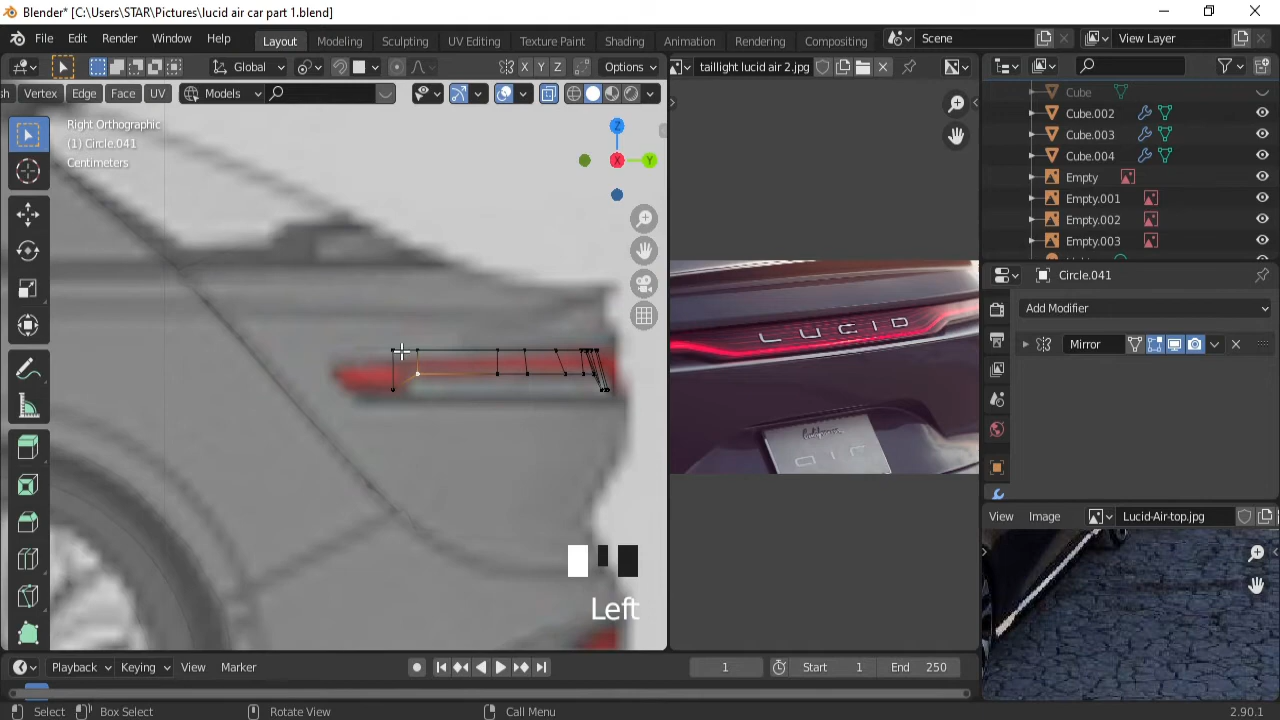 Blender* [C:\Users\STAR\Pictures\lucid air car part 1.blend]
File Edit Render Window Help
Layout Modeling Sculpting UV Editing Texture Paint Shading Animation Rendering Compositing
Scene
View Layer
Global
X Y Z
Options
taillight lucid air 2.jpg
sh Vertex Edge Face UV
Models
Right Orthographic
(1) Circle.041
Centimeters
Z
X
Y
Cube
Cube.002
Cube.003
Cube.004
Empty
Empty.001
Empty.002
Empty.003
LUCID
Circle.041
Add Modifier
Mirror
View Image
Lucid-Air-top.jpg
Left
Playback Keying View Marker
1
Start 1
End 250
Select Box Select Rotate View Call Menu
2.90.1